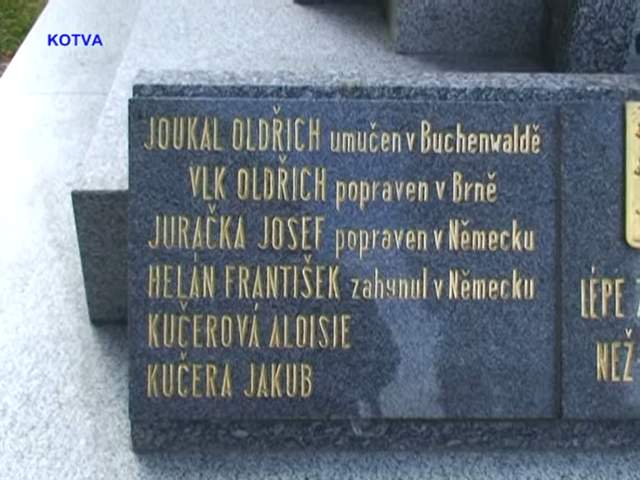 KOTVA
JOUKAL OLDŘICH umučen v Buchenwaldě
VLK OLDŘICH popraven v Brně
JURAČKA JOSEF popraven v Německu
HELÁN FRANTIŠEK zahynul v Německu
KUČEROVÁ ALOISIE
KUČERA JAKUB
LÉPE
NEŽ